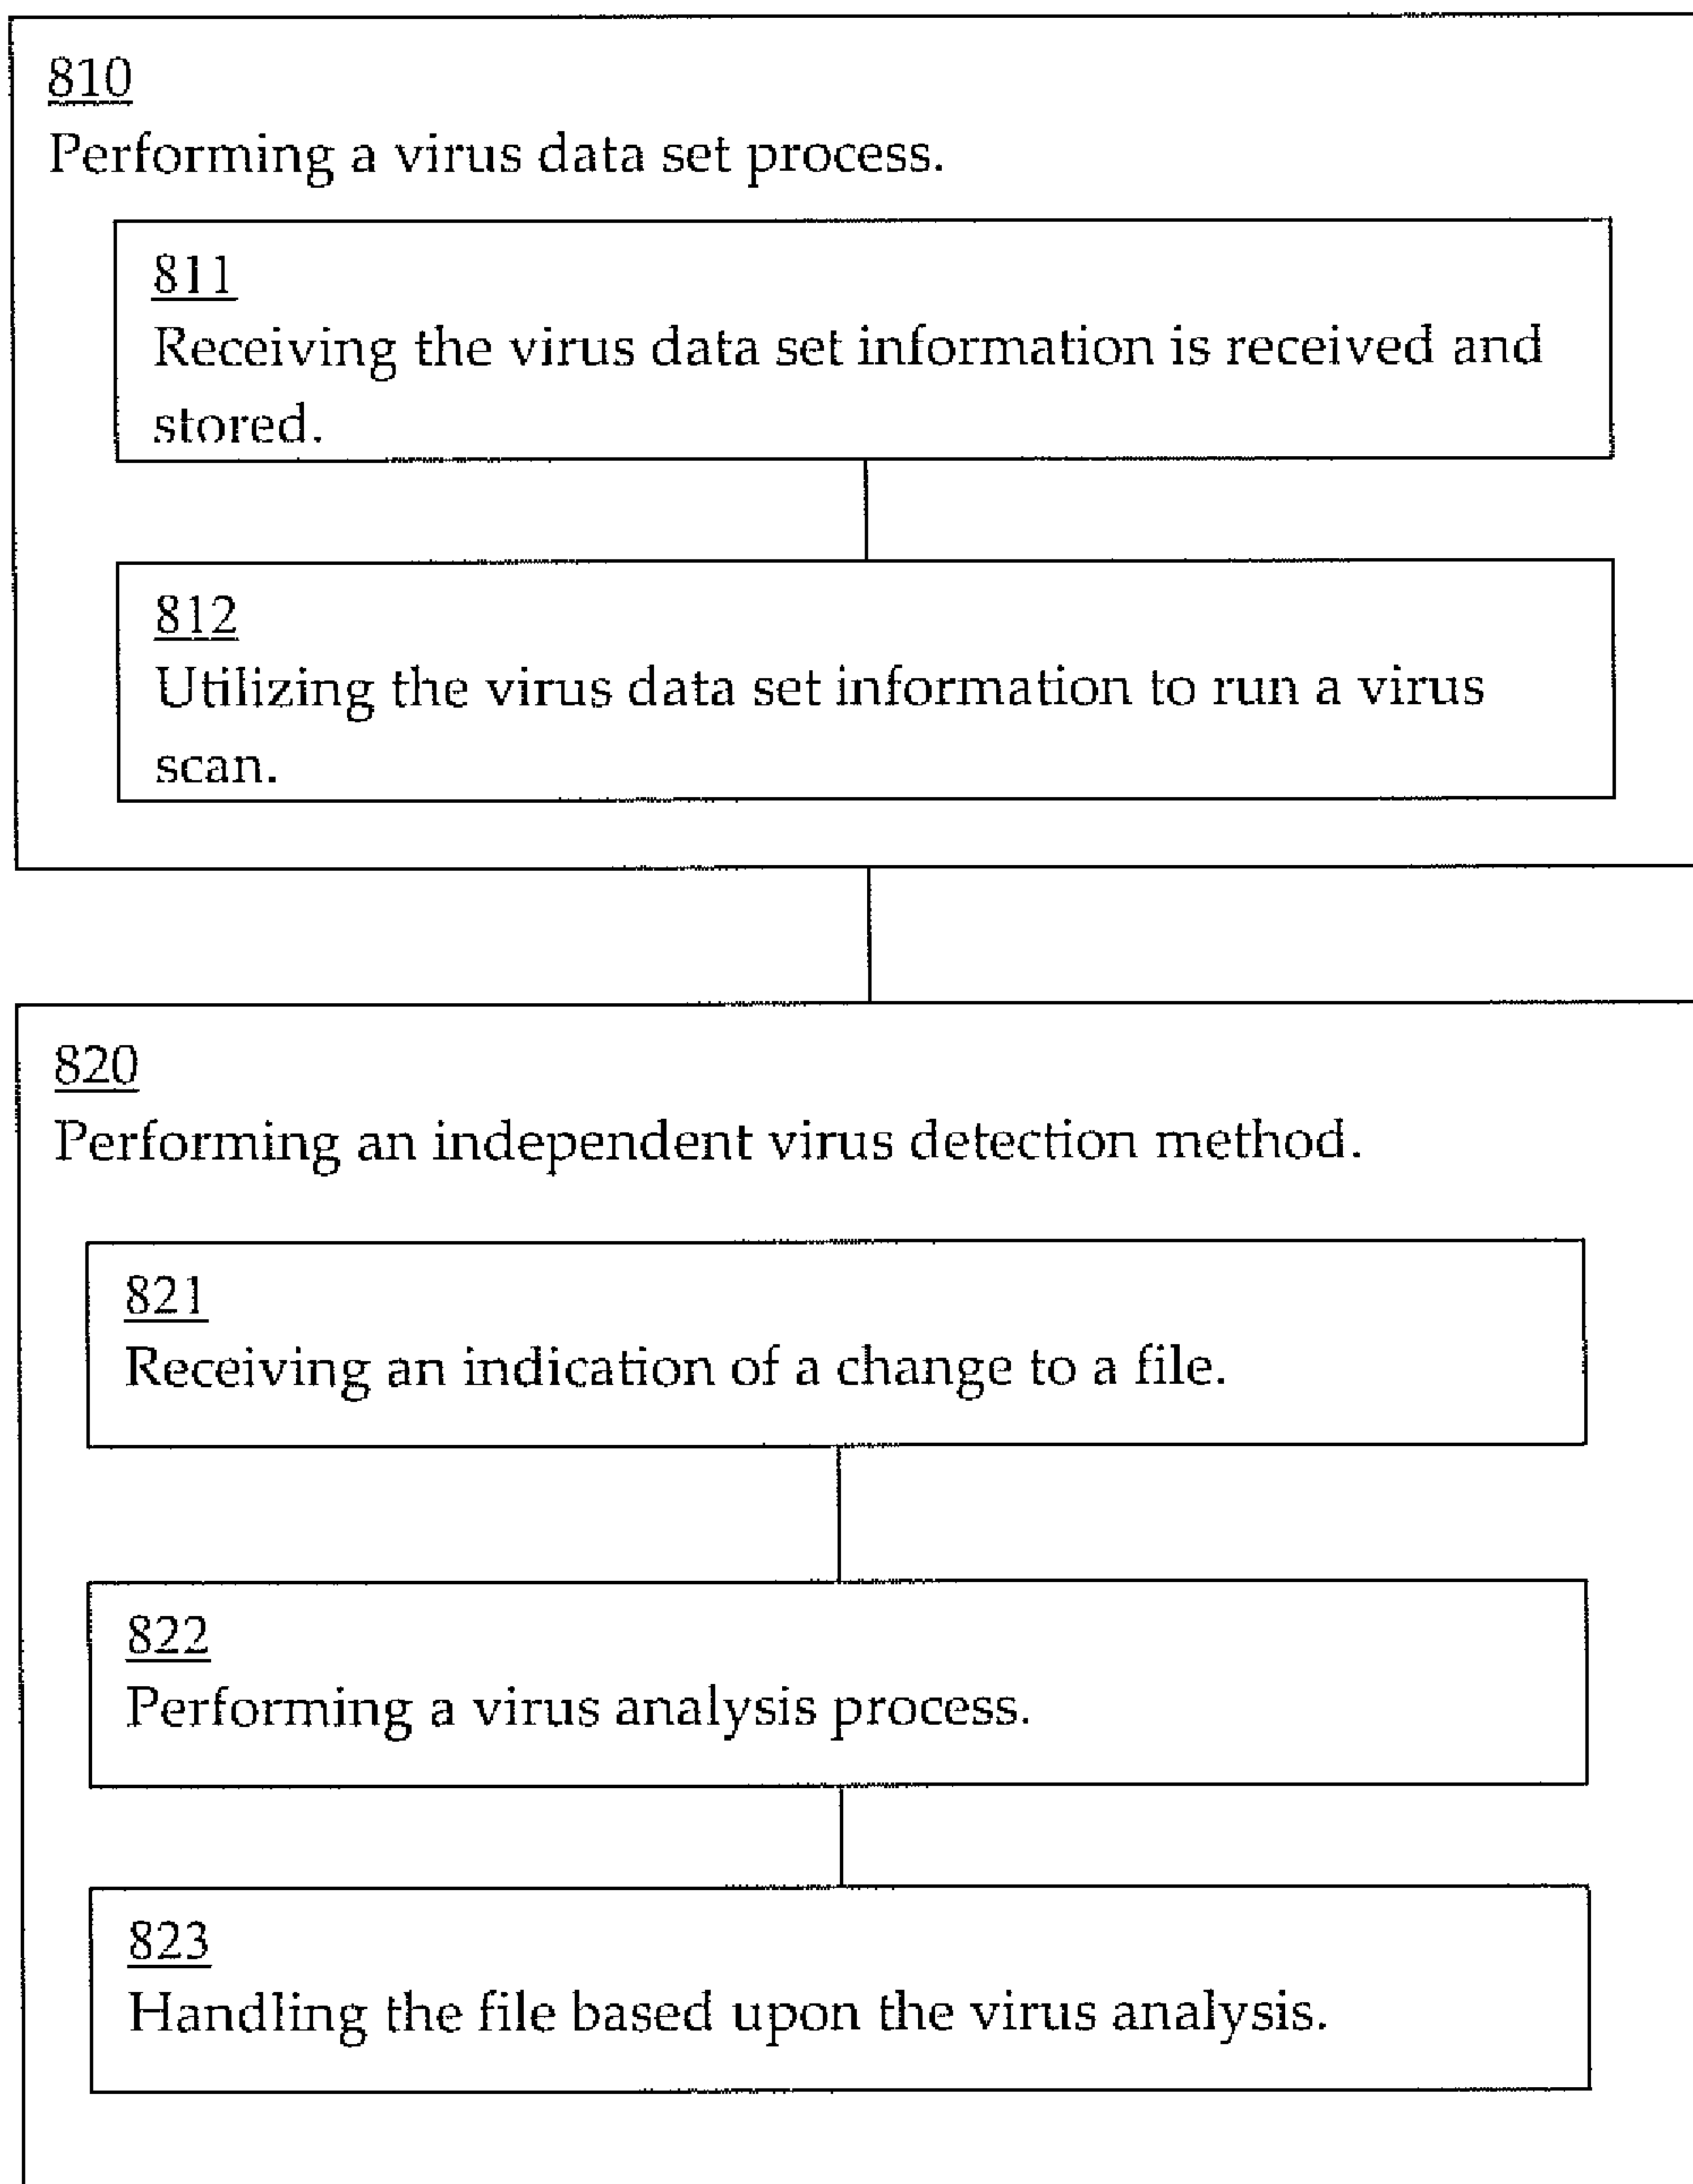 810
Performing a virus data set process.
811
Receiving the virus data set information is received and
stored.
812
Utilizing the virus data set information to run a virus
scan.
820
Performing an independent virus detection method.
821
Receiving an indication of a change to a file.
822
Performing a virus analysis process.
823
Handling the file based upon the virus analysis.